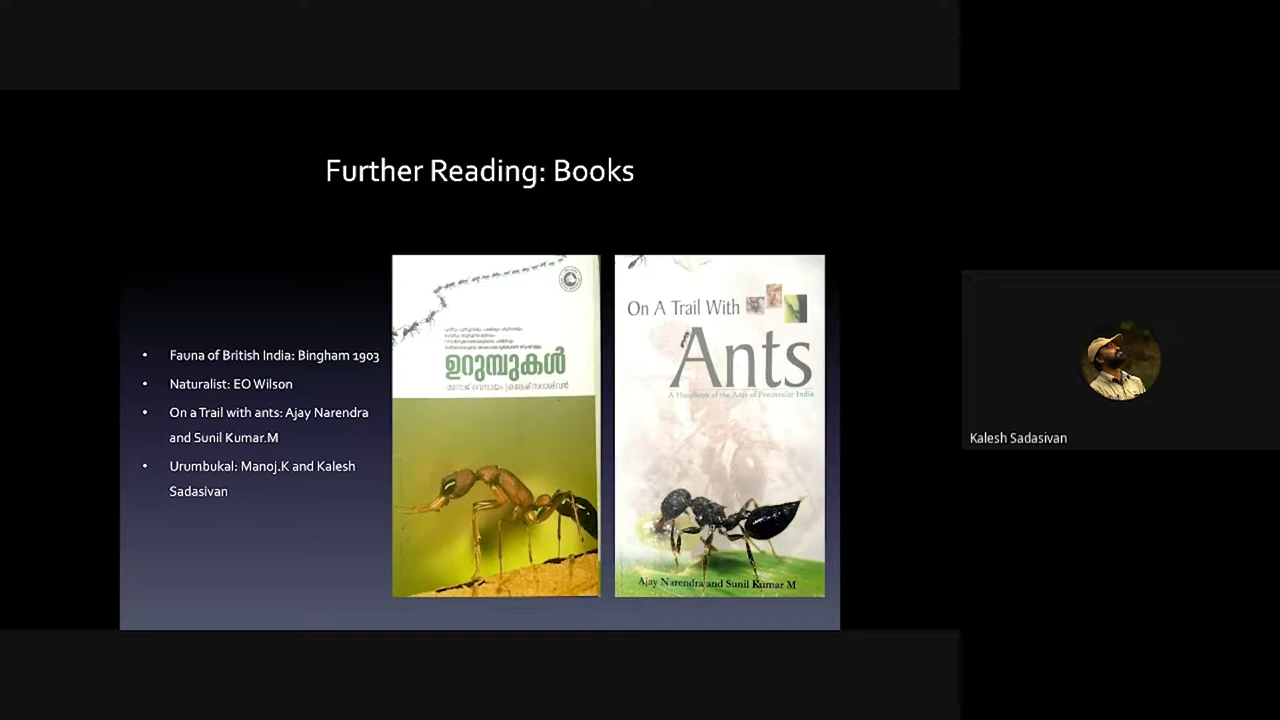 Further Reading: Books
• Fauna of British India: Bingham 1903
• Naturalist: EO Wilson
• On a Trail with ants: Ajay Narendra
and Sunil Kumar.M
• Urumbukal: Manoj.K and Kalesh
Sadasivan
ഉറുമ്പുകൾ
On A Trail With
Ants
A Handbook of the Ants of Peninsular India
Ajay Narendra and Sunil Kumar M
Kalesh Sadasivan